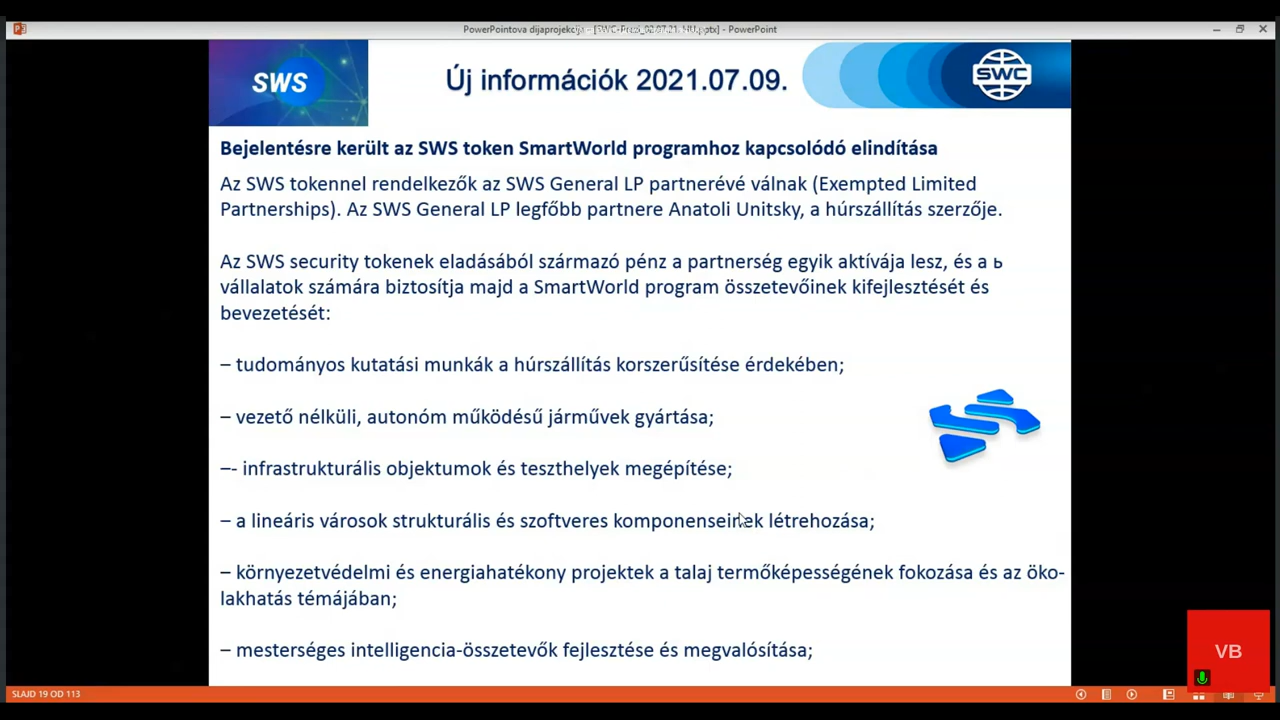 PowerPointova dijaprojekcija - [SWC-Prez_02.07.21. HU.pptx] - PowerPoint
SWS
Új információk 2021.07.09.
SWC
Bejelentésre került az SWS token SmartWorld programhoz kapcsolódó elindítása
Az SWS tokennel rendelkezők az SWS General LP partnerévé válnak (Exempted Limited
Partnerships). Az SWS General LP legfőbb partnere Anatoli Unitsky, a húrszállítás szerzője.
Az SWS security tokenek eladásából származó pénz a partnerség egyik aktívája lesz, és a ь
vállalatok számára biztosítja majd a SmartWorld program összetevőinek kifejlesztését és
bevezetését:
– tudományos kutatási munkák a húrszállítás korszerűsítése érdekében;
– vezető nélküli, autonóm működésű járművek gyártása;
–- infrastrukturális objektumok és teszthelyek megépítése;
– a lineáris városok strukturális és szoftveres komponenseinek létrehozása;
– környezetvédelmi és energiahatékony projektek a talaj termőképességének fokozása és az öko-
lakhatás témájában;
– mesterséges intelligencia-összetevők fejlesztése és megvalósítása;
VB
SLAJD 19 OD 113